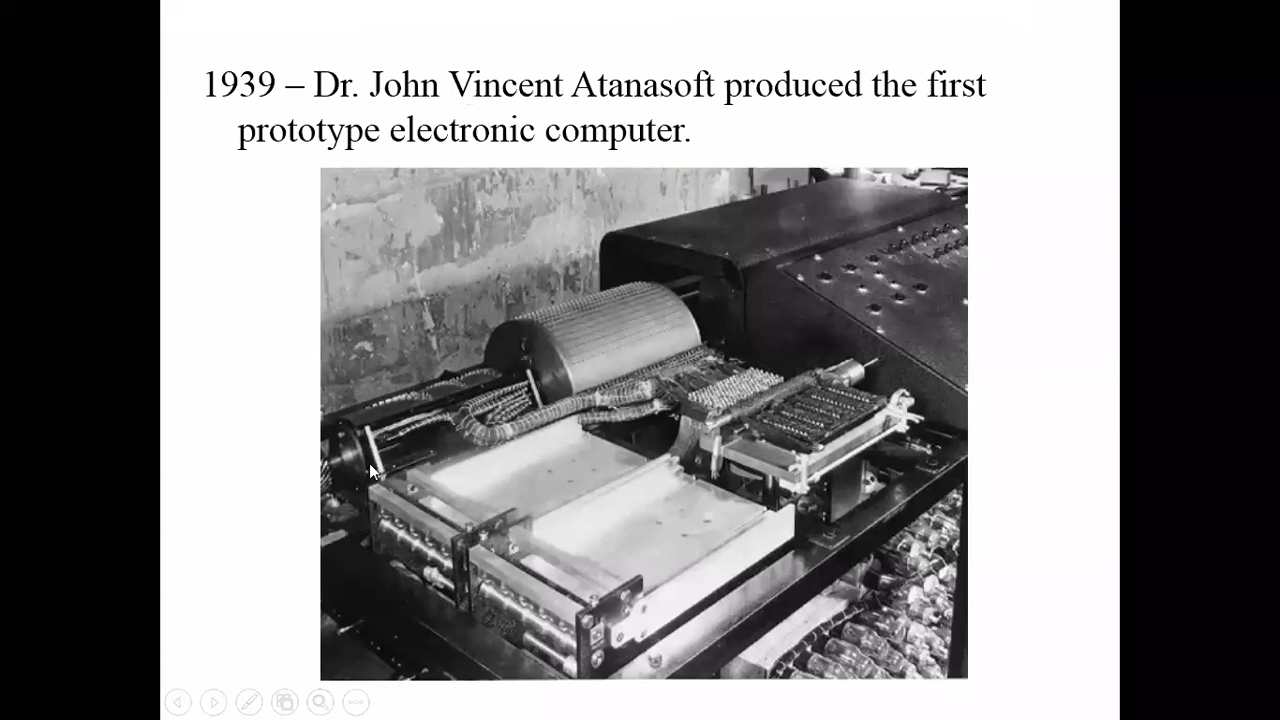 1939 – Dr. John Vincent Atanasoft produced the first
prototype electronic computer.